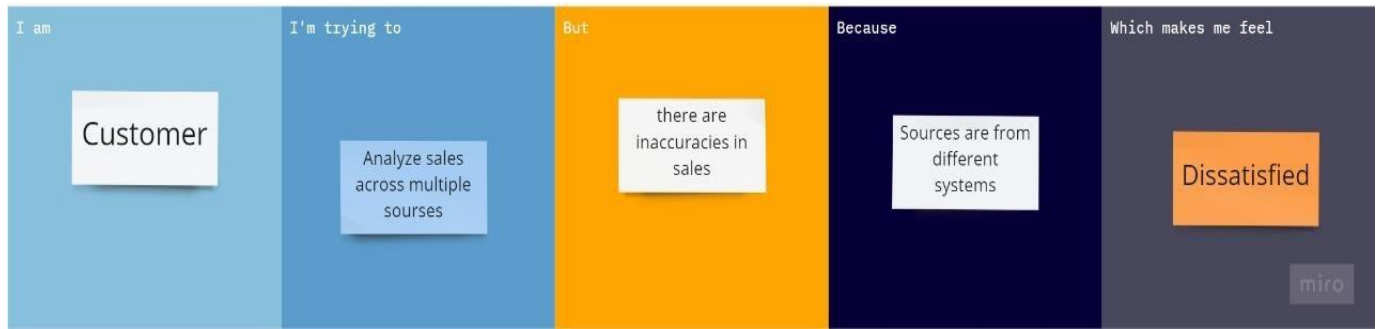 I am
Customer
I'm trying to
Analyze sales
across multiple
sourses
But
there are
inaccuracies in
sales
Because
Sources are from
different
systems
Which makes me feel
Dissatisfied
miro